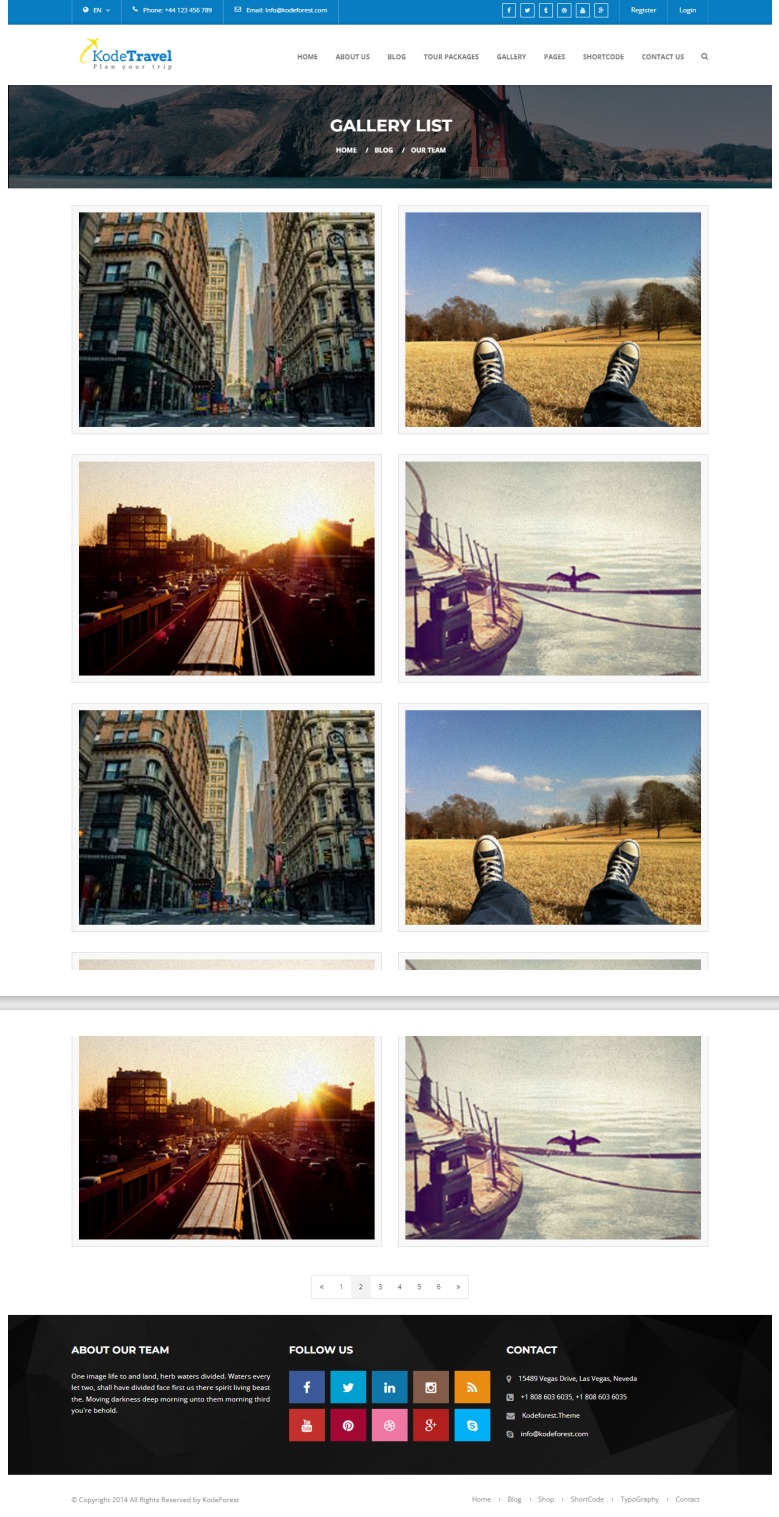 EN
Phone: +44 123 456 789
Email: Info@kodeforest.com
Register
Login
KodeTravel
Plan your trip
HOME ABOUT US BLOG TOUR PACKAGES GALLERY PAGES SHORTCODE CONTACT US
GALLERY LIST
HOME / BLOG / OUR TEAM
« 1 2 3 4 5 6 »
ABOUT OUR TEAM
One image life to and land, herb waters divided. Waters every
let two, shall have divided face first us there spirit living beast
the. Moving darkness deep morning unto them morning third
you're behold.
FOLLOW US
CONTACT
15489 Vegas Drive, Las Vegas, Neveda
+1 808 603 6035, +1 808 603 6035
Kodeforest.Theme
info@kodeforest.com
© Copyright 2014 All Rights Reserved by KodeForest
Home | Blog | Shop | ShortCode | TypoGraphy | Contact